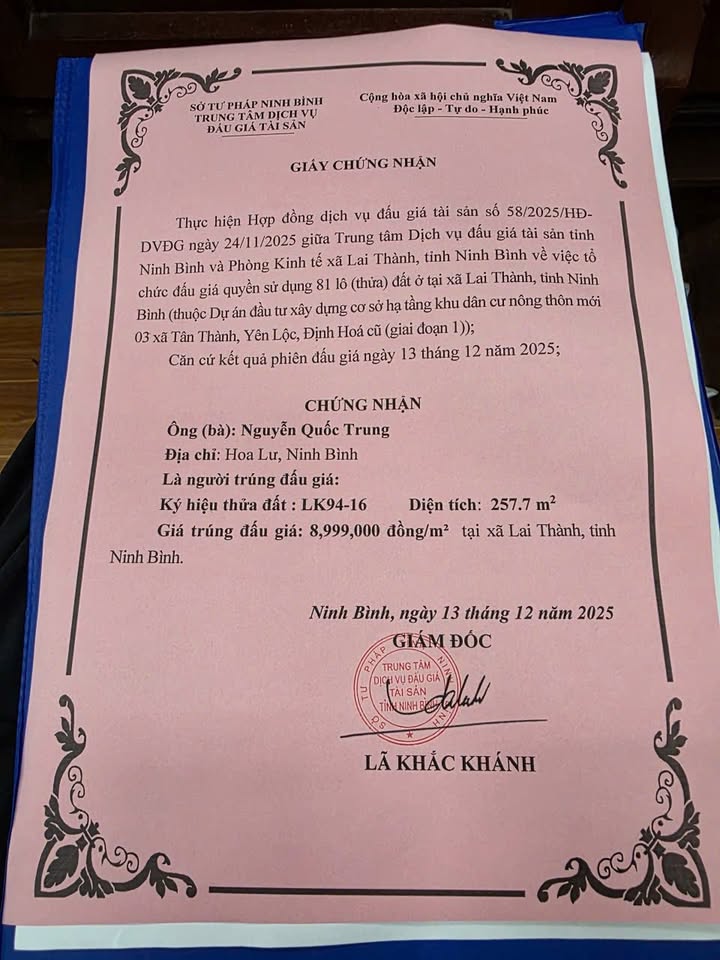 SỞ TƯ PHÁP NINH BÌNH
TRUNG TÂM DỊCH VỤ
ĐẤU GIÁ TÀI SẢN
Cộng hòa xã hội chủ nghĩa Việt Nam
Độc lập - Tự do - Hạnh phúc
GIẤY CHỨNG NHẬN
Thực hiện Hợp đồng dịch vụ đấu giá tài sản số 58/2025/HĐ-
DVĐG ngày 24/11/2025 giữa Trung tâm Dịch vụ đấu giá tài sản tỉnh
Ninh Bình và Phòng Kinh tế xã Lai Thành, tỉnh Ninh Bình về việc tổ
chức đấu giá quyền sử dụng 81 lô (thửa) đất ở tại xã Lai Thành, tỉnh Ninh
Bình (thuộc Dự án đầu tư xây dựng cơ sở hạ tầng khu dân cư nông thôn mới
03 xã Tân Thành, Yên Lộc, Định Hoá cũ (giai đoạn 1));
Căn cứ kết quả phiên đấu giá ngày 13 tháng 12 năm 2025;
CHỨNG NHẬN
Ông (bà): Nguyễn Quốc Trung
Địa chỉ: Hoa Lư, Ninh Bình
Là người trúng đấu giá:
Ký hiệu thửa đất : LK94-16 Diện tích: 257.7 m²
Giá trúng đấu giá: 8,999,000 đồng/m² tại xã Lai Thành, tỉnh
Ninh Bình.
Ninh Bình, ngày 13 tháng 12 năm 2025
GIÁM ĐỐC
SỞ TƯ PHÁP NINH BÌNH
TRUNG TÂM
DỊCH VỤ ĐẤU GIÁ
TÀI SẢN
TỈNH NINH BÌNH
LÃ KHẮC KHÁNH